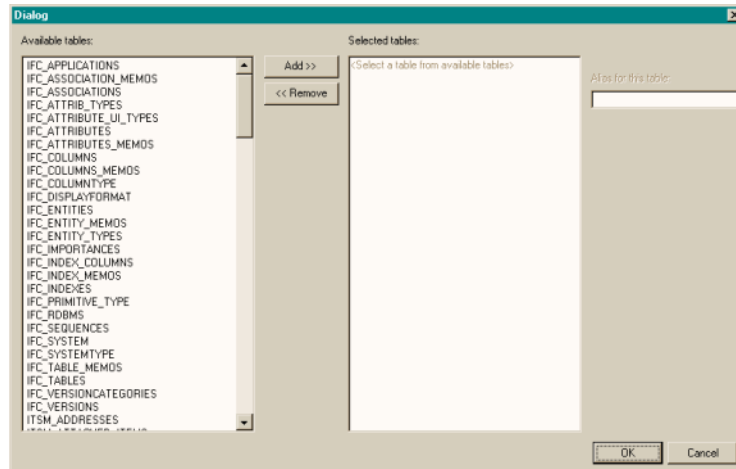 Dialog
Available tables:
Selected tables:
IFC_APPLICATIONS
IFC_ASSOCIATION_MEMOS
IFC_ASSOCIATIONS
IFC_ATTRIB_TYPES
IFC_ATTRIBUTE_UI_TYPES
IFC_ATTRIBUTES
IFC_ATTRIBUTES_MEMOS
IFC_COLUMNS
IFC_COLUMNS_MEMOS
IFC_COLUMNTYPE
IFC_DISPLAYFORMAT
IFC_ENTITIES
IFC_ENTITY_MEMOS
IFC_ENTITY_TYPES
IFC_IMPORTANCES
IFC_INDEX_COLUMNS
IFC_INDEX_MEMOS
IFC_INDEXES
IFC_PRIMITIVE_TYPE
IFC_RDBMS
IFC_SEQUENCES
IFC_SYSTEM
IFC_SYSTEMTYPE
IFC_TABLE_MEMOS
IFC_TABLES
IFC_VERSIONCATEGORIES
IFC_VERSIONS
ITSM_ADDRESSES
Add >>
<< Remove
<Select a table from available tables>
Alias for this table:
OK
Cancel